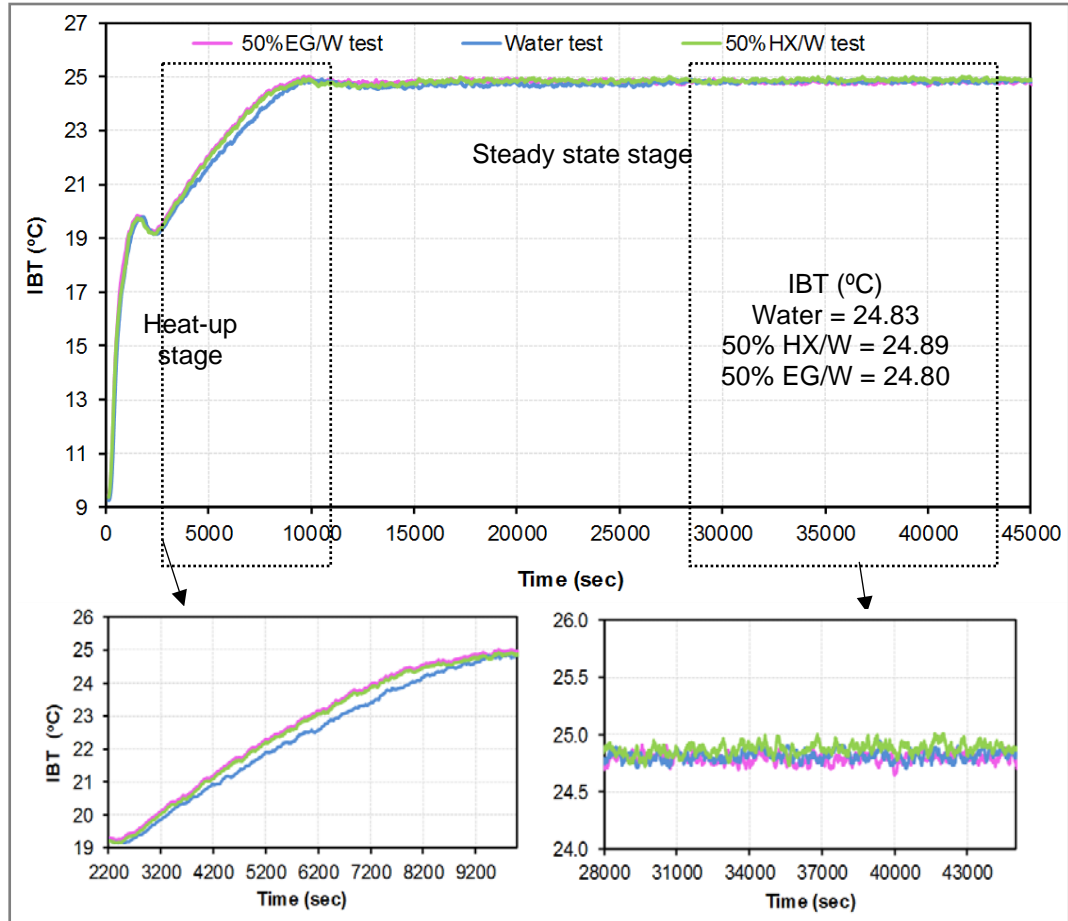 50%EG/W test Water test 50%HX/W test
27
25
23
21
19
17
15
13
11
9
IBT (ºC)
Steady state stage
Heat-up
stage
IBT (ºC)
Water = 24.83
50% HX/W = 24.89
50% EG/W = 24.80
0 5000 10000 15000 20000 25000 30000 35000 40000 45000
Time (sec)
26
25
24
23
22
21
20
19
IBT (ºC)
2200 3200 4200 5200 6200 7200 8200 9200
Time (sec)
26.0
25.5
25.0
24.5
24.0
28000 31000 34000 37000 40000 43000
Time (sec)